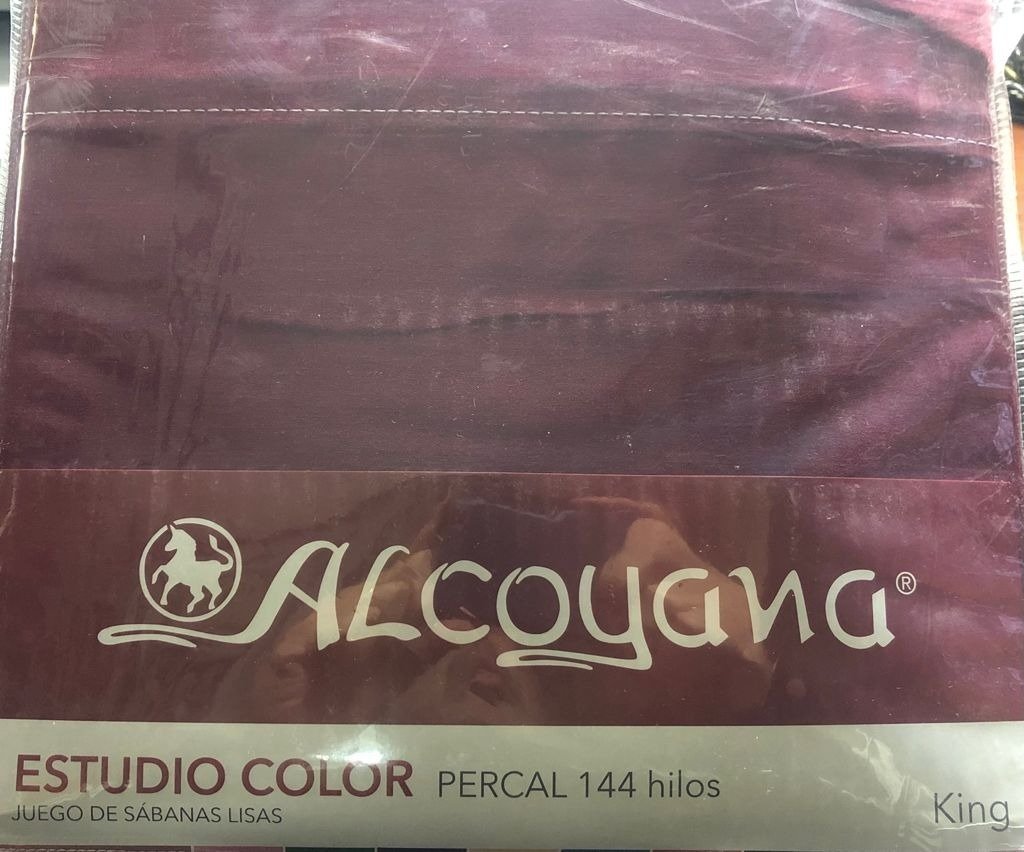 ALCOYANA®
ESTUDIO COLOR PERCAL 144 hilos
JUEGO DE SÁBANAS LISAS
King